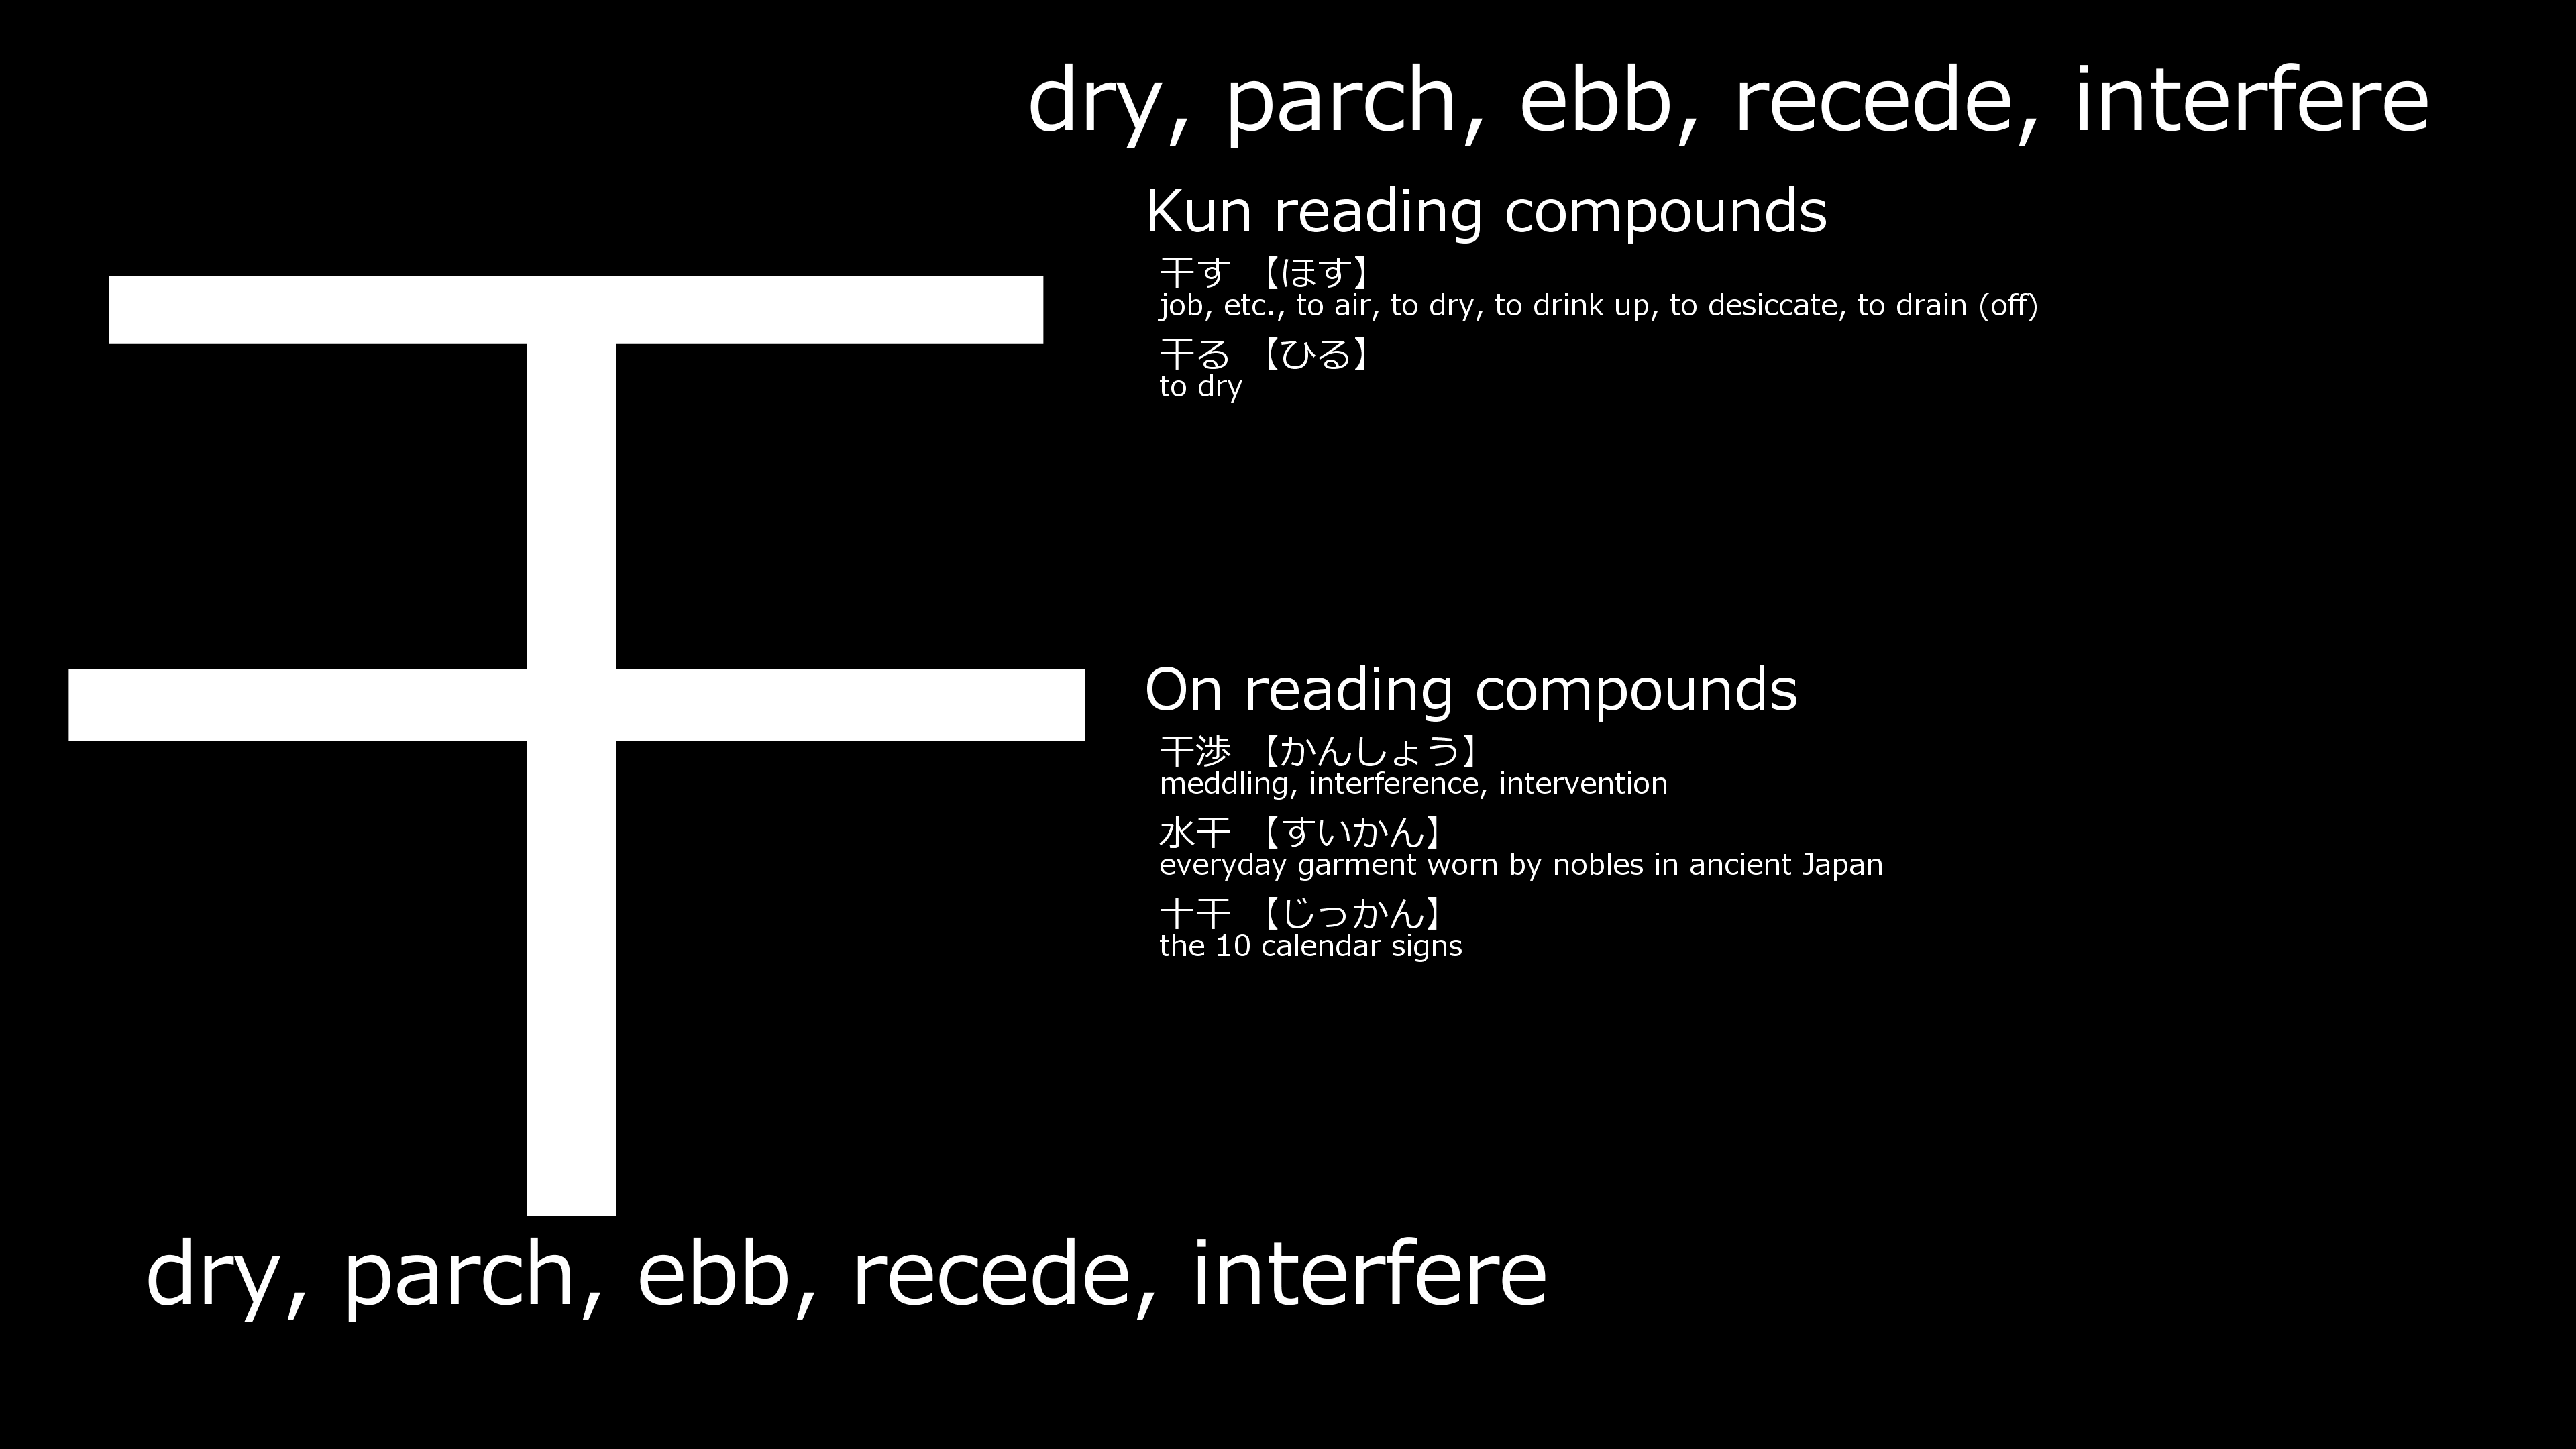 干
dry, parch, ebb, recede, interfere
Kun reading compounds
干す 【ほす】
job, etc., to air, to dry, to drink up, to desiccate, to drain (off)
干る 【ひる】
to dry
On reading compounds
干渉 【かんしょう】
meddling, interference, intervention
水干 【すいかん】
everyday garment worn by nobles in ancient Japan
十干 【じっかん】
the 10 calendar signs
dry, parch, ebb, recede, interfere